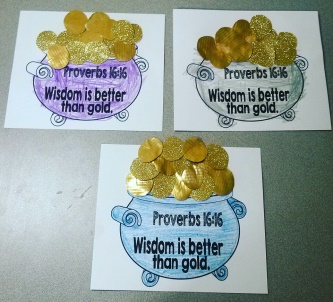 Proverbs 16:16
Wisdom is better
than gold.
Proverbs 16:16
Wisdom is better
than gold.
Proverbs 16:16
Wisdom is better
than gold.